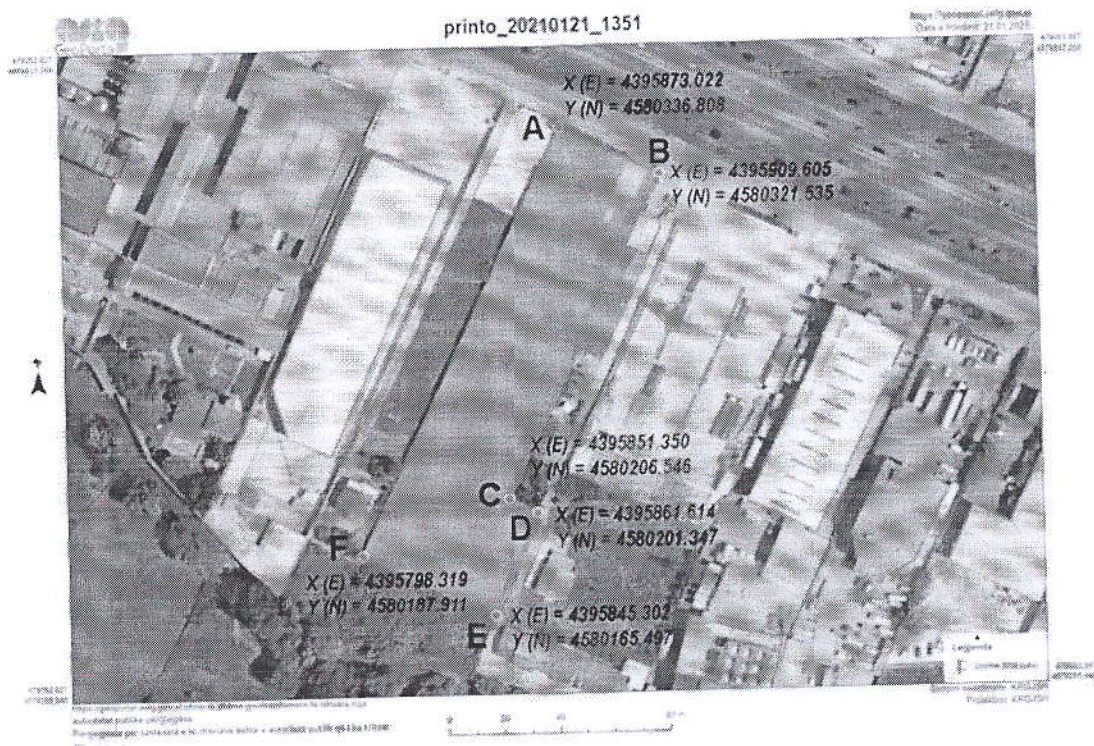 printo_20210121_1351
X (E) = 4395873.022
Y (N) = 4580336.808
A
B
X (E) = 4395909.605
Y (N) = 4580321.535
X (E) = 4395851.350
Y (N) = 4580206.546
C
D
X (E) = 4395861.614
Y (N) = 4580201.347
F
X (E) = 4395798.319
Y (N) = 4580187.911
E
X (E) = 4395845.302
Y (N) = 4580165.497
Legjenda